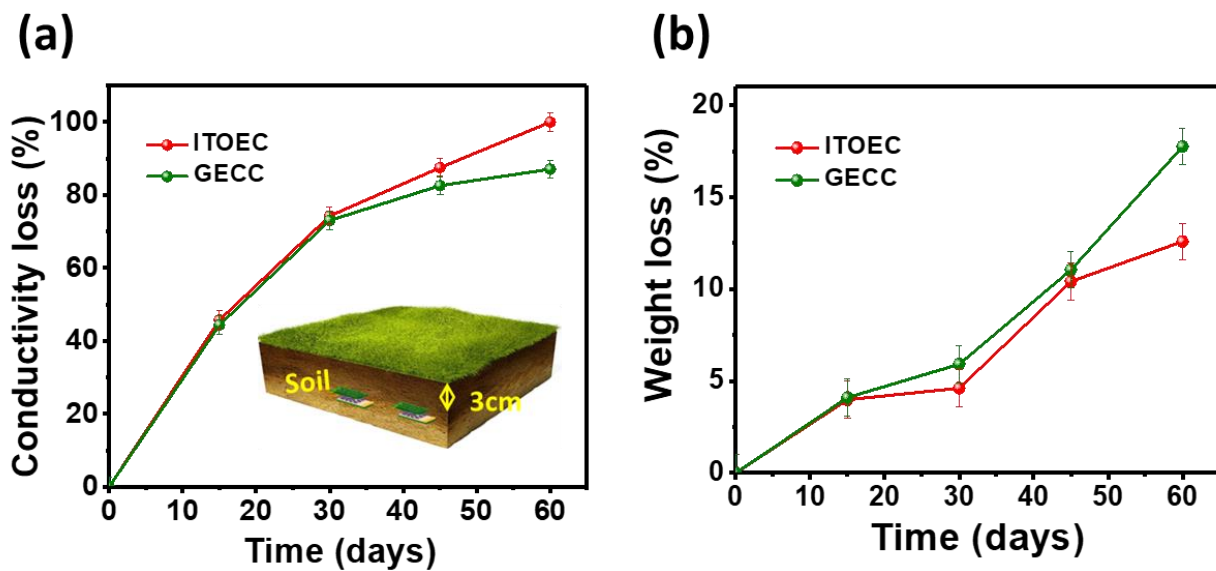 (a)
Conductivity loss (%)
100
80
60
40
20
0
ITOEC
GECC
Soil
3cm
0 10 20 30 40 50 60
Time (days)
(b)
Weight loss (%)
20
15
10
5
0
ITOEC
GECC
0 10 20 30 40 50 60
Time (days)